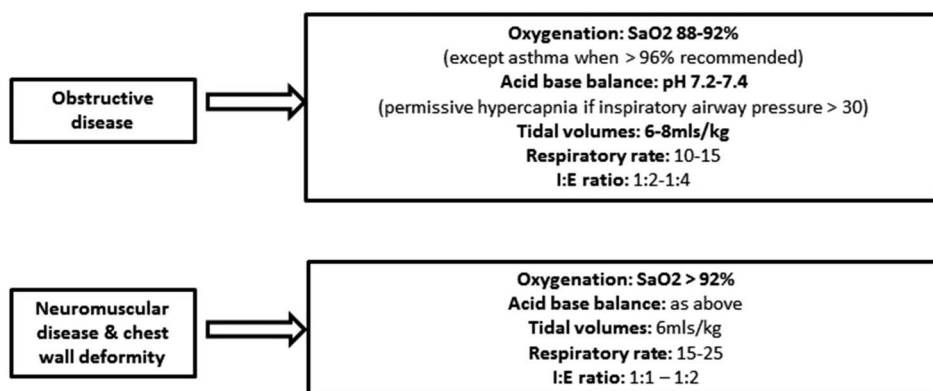 Obstructive
disease
Oxygenation: SaO2 88-92%
(except asthma when > 96% recommended)
Acid base balance: pH 7.2-7.4
(permissive hypercapnia if inspiratory airway pressure > 30)
Tidal volumes: 6-8mls/kg
Respiratory rate: 10-15
I:E ratio: 1:2-1:4
Neuromuscular
disease & chest
wall deformity
Oxygenation: SaO2 > 92%
Acid base balance: as above
Tidal volumes: 6mls/kg
Respiratory rate: 15-25
I:E ratio: 1:1 – 1:2